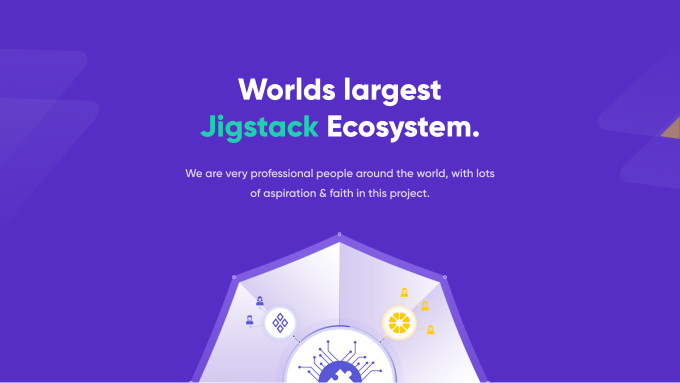 Worlds largest
Jigstack Ecosystem.
We are very professional people around the world, with lots
of aspiration & faith in this project.